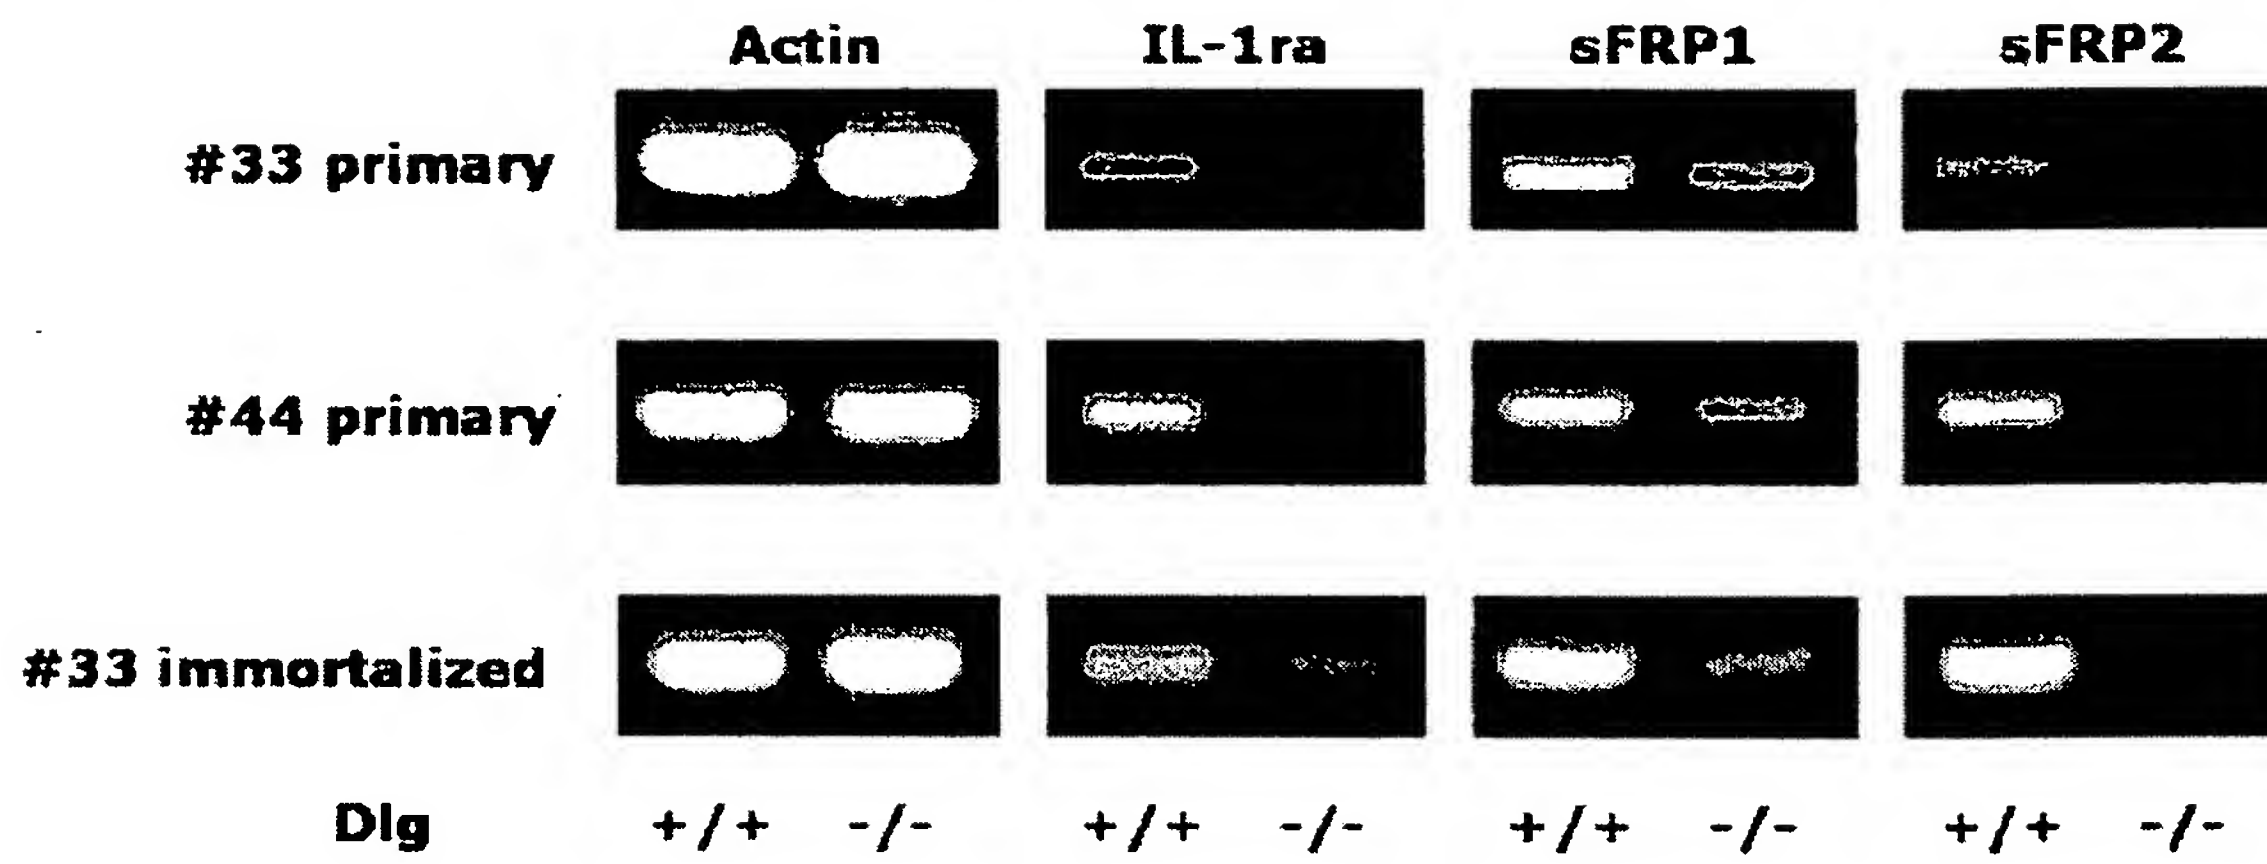 Actin IL-1ra sFRP1 sFRP2
#33 primary
#44 primary
#33 immortalized
Dlg +/+ -/- +/+ -/- +/+ -/- +/+ -/-